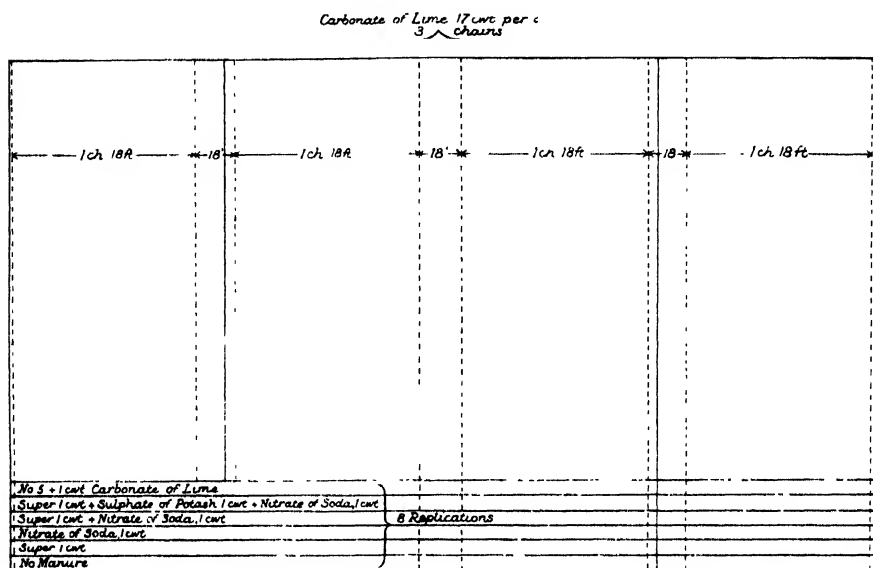 Carbonate of Lime 17 cwt per
3 chains
1 ch 18ft 18' 1 ch 18ft 18' 1 ch 18ft 18 1 ch 18ft
No 5 + 1 cwt Carbonate of Lime
Super 1 cwt + Sulphate of Potash 1 cwt + Nitrate of Soda, 1 cwt
Super 1 cwt + Nitrate of Soda, 1 cwt
8 Replications
Nitrate of Soda, 1 cwt
Super 1 cwt
No Manure